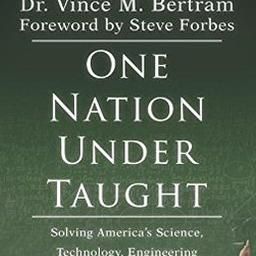 Dr. Vince M. Bertram
Foreword by Steve Forbes
One
Nation
Under
Taught
Solving America's Science,
Technology, Engineering